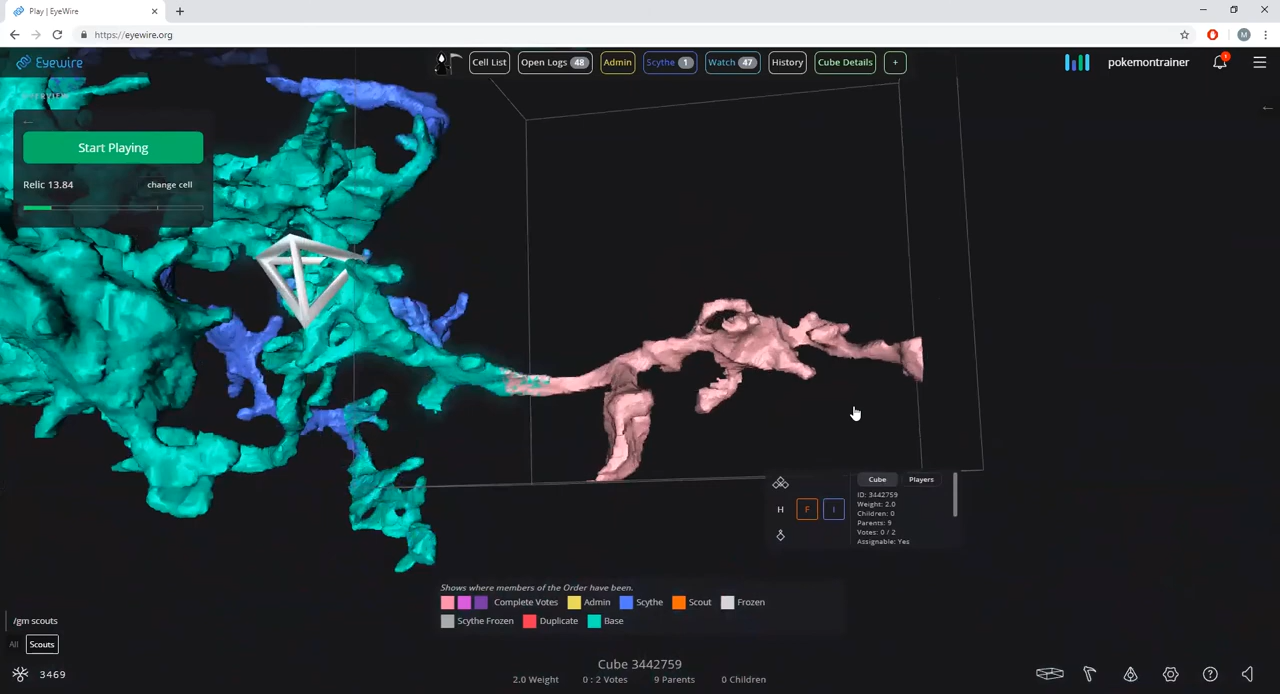 Play | EyeWire
https://eyewire.org
M
Eyewire
Cell List
Open Logs 48
Admin
Scythe 1
Watch 47
History
Cube Details
+
pokemontrainer
1
OVERVIEW
Start Playing
Relic 13.84
change cell
Cube
Players
H
F
I
ID: 3442759
Weight: 2.0
Children: 0
Parents: 9
Votes: 0 / 2
Assignable: Yes
Shows where members of the Order have been.
Complete Votes
Admin
Scythe
Scout
Frozen
Scythe Frozen
Duplicate
Base
/gm scouts
All
Scouts
3469
Cube 3442759
2.0 Weight
0 : 2 Votes
9 Parents
0 Children